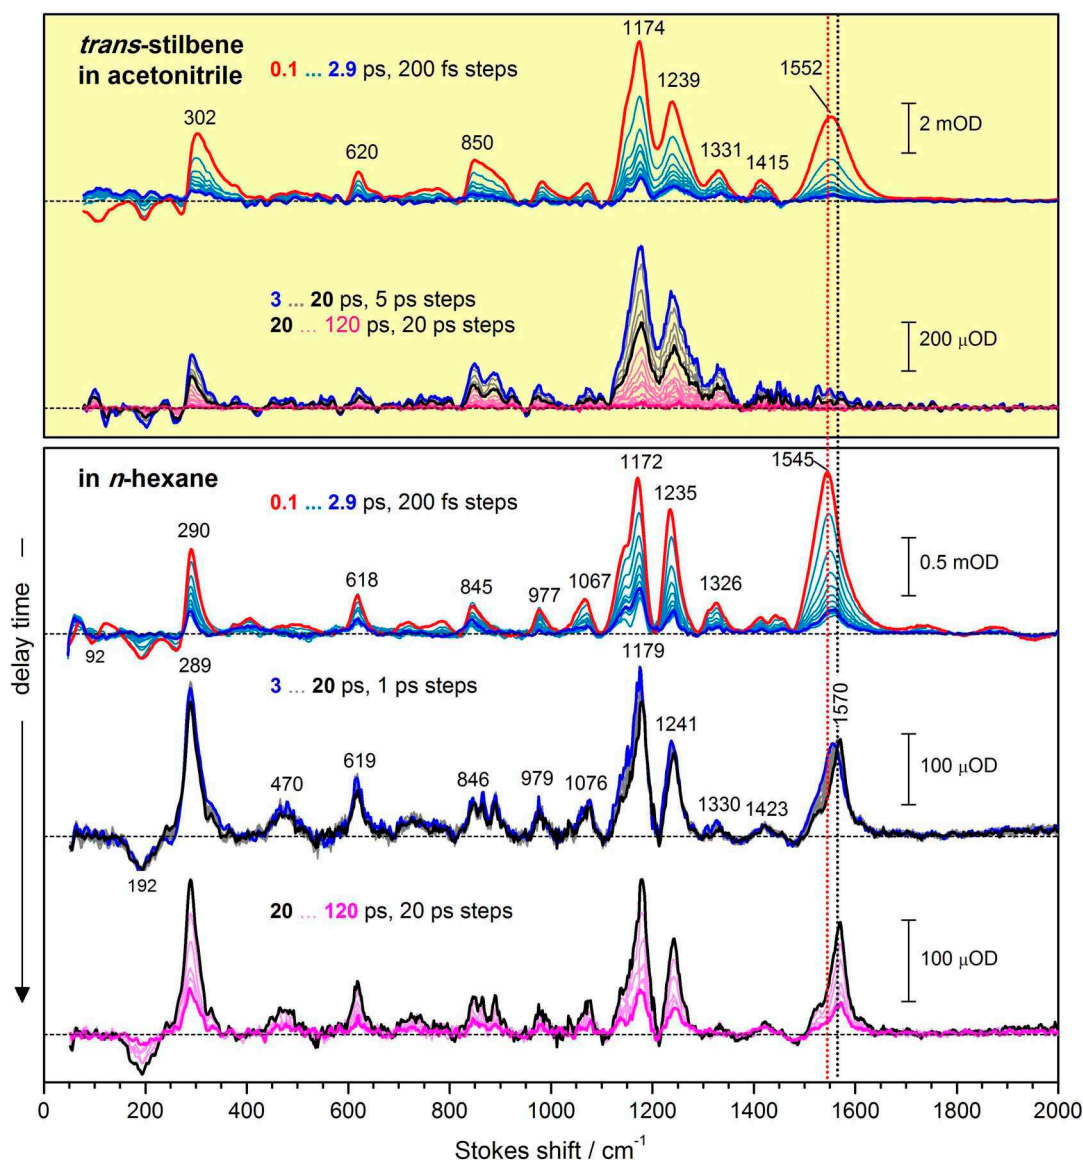 trans-stilbene
in acetonitrile
0.1 ... 2.9 ps, 200 fs steps
302
620
850
1174
1239
1331
1415
1552
2 mOD
3 ... 20 ps, 5 ps steps
20 ... 120 ps, 20 ps steps
200 μOD
in n-hexane
0.1 ... 2.9 ps, 200 fs steps
92
290
618
845
977
1067
1172
1235
1326
1545
0.5 mOD
3 ... 20 ps, 1 ps steps
192
289
470
619
846
979
1076
1179
1241
1330
1423
1570
100 μOD
20 ... 120 ps, 20 ps steps
100 μOD
delay time
0 200 400 600 800 1000 1200 1400 1600 1800 2000
Stokes shift / cm⁻¹